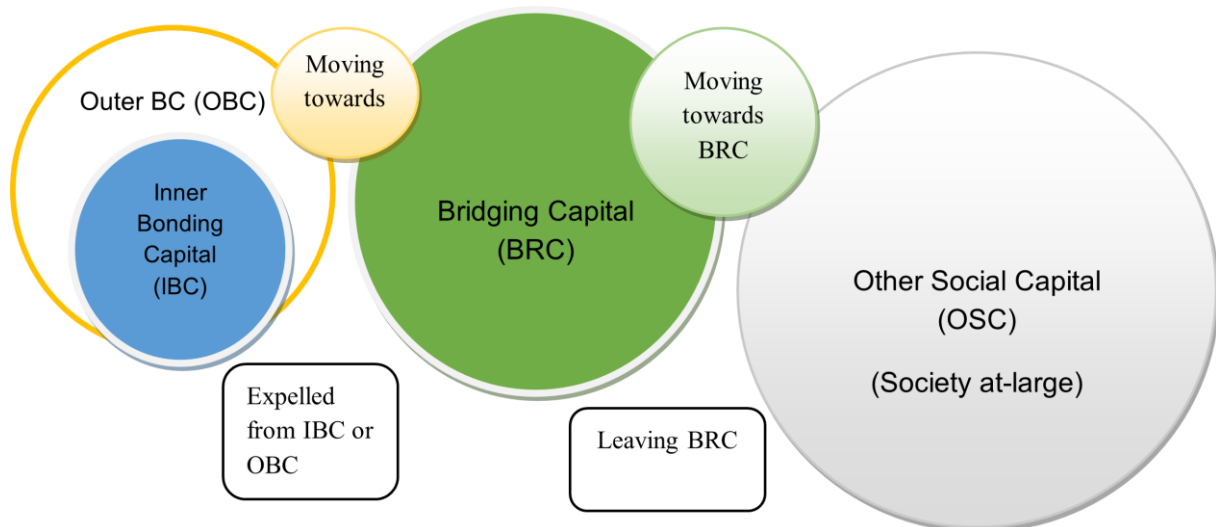 Outer BC (OBC)
Inner
Bonding
Capital
(IBC)
Moving
towards
Bridging Capital
(BRC)
Moving
towards
BRC
Other Social Capital
(OSC)
(Society at-large)
Expelled
from IBC or
OBC
Leaving BRC